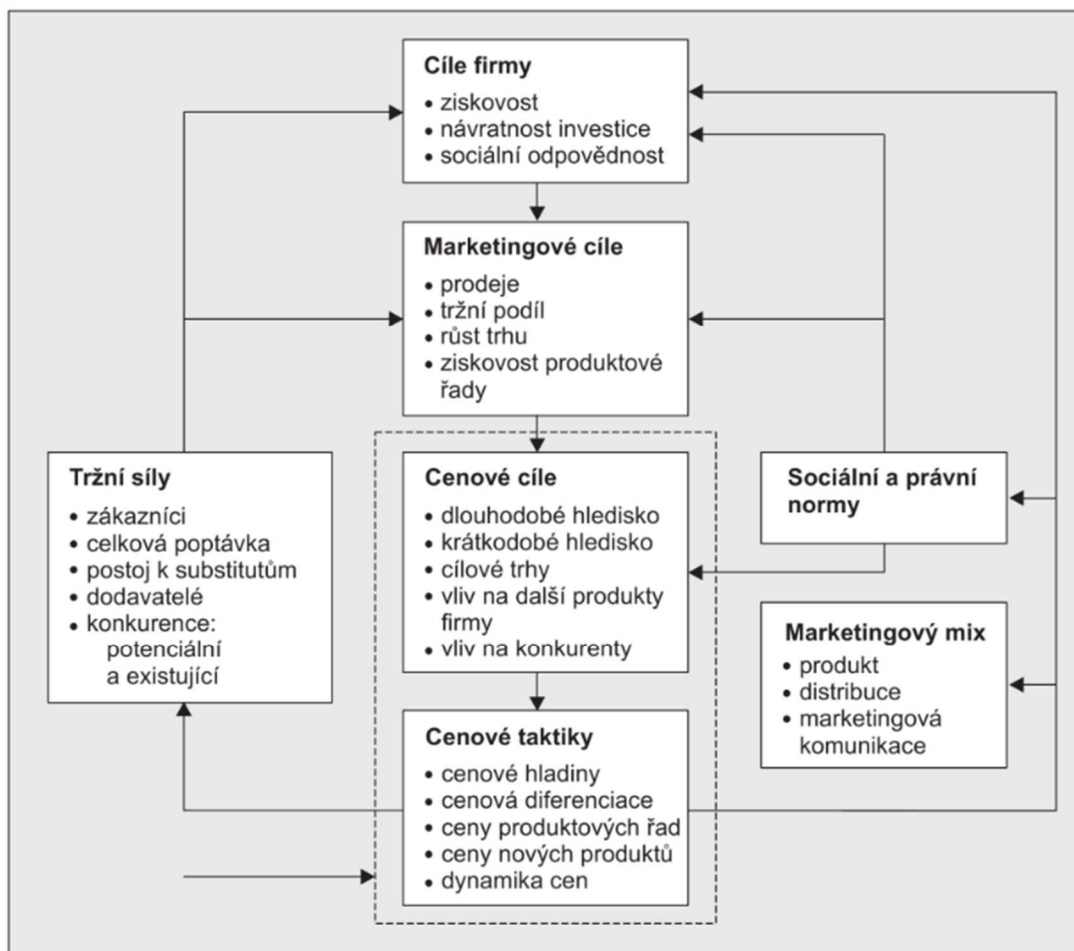 Cíle firmy
• ziskovost
• návratnost investice
• sociální odpovědnost
Marketingové cíle
• prodeje
• tržní podíl
• růst trhu
• ziskovost produktové
řady
Tržní síly
• zákazníci
• celková poptávka
• postoj k substitutům
• dodavatelé
• konkurence:
potenciální
a existující
Cenové cíle
• dlouhodobé hledisko
• krátkodobé hledisko
• cílové trhy
• vliv na další produkty
firmy
• vliv na konkurenty
Sociální a právní
normy
Marketingový mix
• produkt
• distribuce
• marketingová
komunikace
Cenové taktiky
• cenové hladiny
• cenová diferenciace
• ceny produktových řad
• ceny nových produktů
• dynamika cen